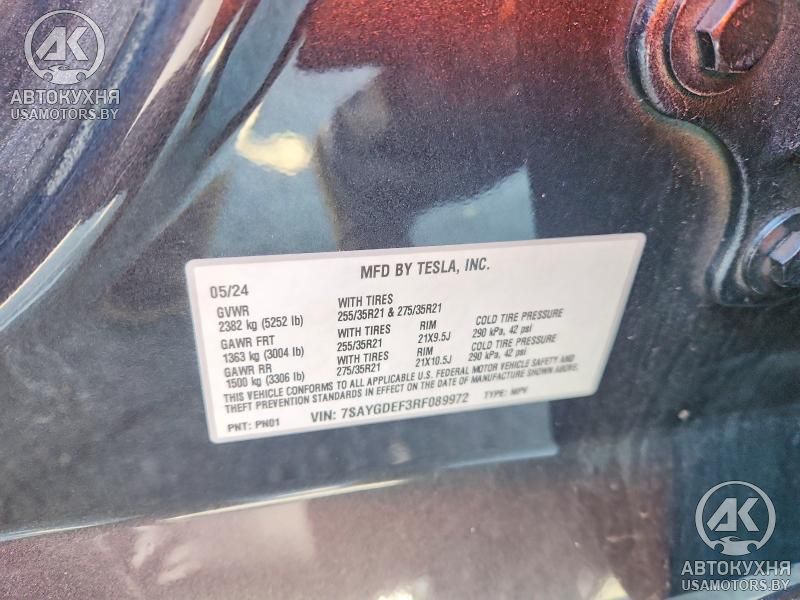 AK
АВТОКУХНЯ
USAMOTORS.BY
MFD BY TESLA, INC.
05/24
GVWR WITH TIRES
2382 kg (5252 lb) 255/35R21 & 275/35R21
GAWR FRT WITH TIRES RIM COLD TIRE PRESSURE
1363 kg (3004 lb) 255/35R21 21X9.5J 290 kPa, 42 psi
GAWR RR WITH TIRES RIM COLD TIRE PRESSURE
1500 kg (3306 lb) 275/35R21 21X10.5J 290 kPa, 42 psi
THIS VEHICLE CONFORMS TO ALL APPLICABLE U.S. FEDERAL MOTOR VEHICLE SAFETY AND
THEFT PREVENTION STANDARDS IN EFFECT ON THE DATE OF MANUFACTURE SHOWN ABOVE.
PNT: PN01 VIN: 7SAYGDEF3RF089972 TYPE: MPV
AK
АВТОКУХНЯ
USAMOTORS.BY